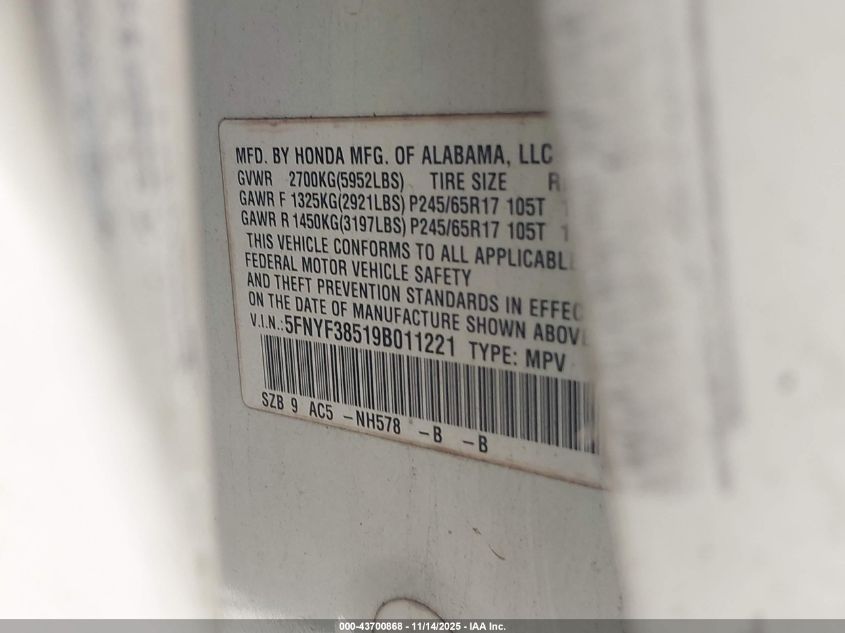 MFD. BY HONDA MFG. OF ALABAMA, LLC
GVWR 2700KG(5952LBS) TIRE SIZE
GAWR F 1325KG(2921LBS) P245/65R17 105T
GAWR R 1450KG(3197LBS) P245/65R17 105T
THIS VEHICLE CONFORMS TO ALL APPLICABL
FEDERAL MOTOR VEHICLE SAFETY
AND THEFT PREVENTION STANDARDS IN EFFEC
ON THE DATE OF MANUFACTURE SHOWN ABOV
V.I.N.:5FNYF38519B011221 TYPE: MPV
SZB 9 AC5 -NH578 -B -B
000-43700868 - 11/14/2025 - IAA Inc.